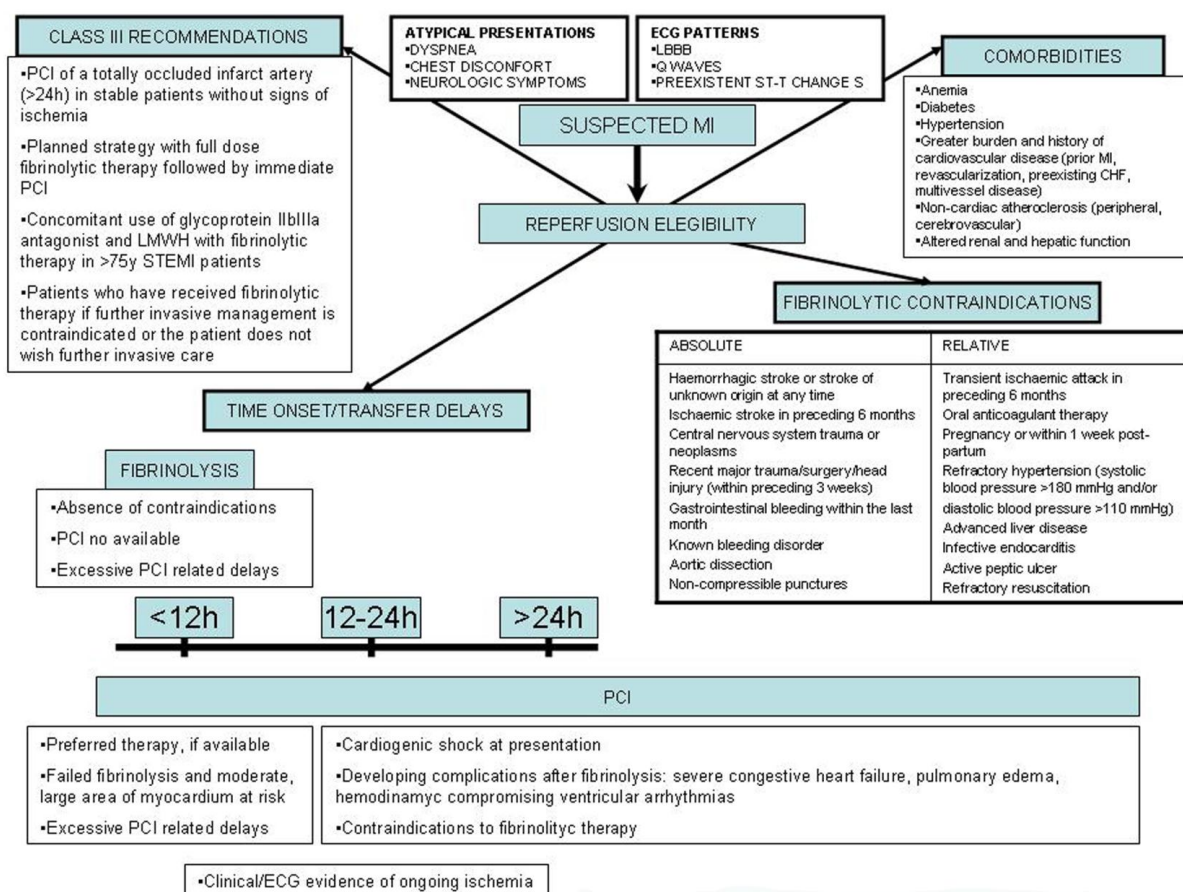 CLASS III RECOMMENDATIONS
▪PCI of a totally occluded infarct artery
(>24h) in stable patients without signs of
ischemia
▪Planned strategy with full dose
fibrinolytic therapy followed by immediate
PCI
▪Concomitant use of glycoprotein IIbIIIa
antagonist and LMWH with fibrinolytic
therapy in >75y STEMI patients
▪Patients who have received fibrinolytic
therapy if further invasive management is
contraindicated or the patient does not
wish further invasive care
ATYPICAL PRESENTATIONS
▪DYSPNEA
▪CHEST DISCONFORT
▪NEUROLOGIC SYMPTOMS
ECG PATTERNS
▪LBBB
▪Q WAVES
▪PREEXISTENT ST-T CHANGE S
SUSPECTED MI
REPERFUSION ELEGIBILITY
COMORBIDITIES
▪Anemia
▪Diabetes
▪Hypertension
▪Greater burden and history of
cardiovascular disease (prior MI,
revascularization, preexisting CHF,
multivessel disease)
▪Non-cardiac atheroclerosis (peripheral,
cerebrovascular)
▪Altered renal and hepatic function
FIBRINOLYTIC CONTRAINDICATIONS
ABSOLUTE
Haemorrhagic stroke or stroke of
unknown origin at any time
Ischaemic stroke in preceding 6 months
Central nervous system trauma or
neoplasms
Recent major trauma/surgery/head
injury (within preceding 3 weeks)
Gastrointestinal bleeding within the last
month
Known bleeding disorder
Aortic dissection
Non-compressible punctures
RELATIVE
Transient ischaemic attack in
preceding 6 months
Oral anticoagulant therapy
Pregnancy or within 1 week post-
partum
Refractory hypertension (systolic
blood pressure >180 mmHg and/or
diastolic blood pressure >110 mmHg)
Advanced liver disease
Infective endocarditis
Active peptic ulcer
Refractory resuscitation
TIME ONSET/TRANSFER DELAYS
FIBRINOLYSIS
▪Absence of contraindications
▪PCI no available
▪Excessive PCI related delays
<12h
12-24h
>24h
PCI
▪Preferred therapy, if available
▪Failed fibrinolysis and moderate,
large area of myocardium at risk
▪Excessive PCI related delays
▪Cardiogenic shock at presentation
▪Developing complications after fibrinolysis: severe congestive heart failure, pulmonary edema,
hemodinamyc compromising ventricular arrhythmias
▪Contraindications to fibrinolityc therapy
▪Clinical/ECG evidence of ongoing ischemia